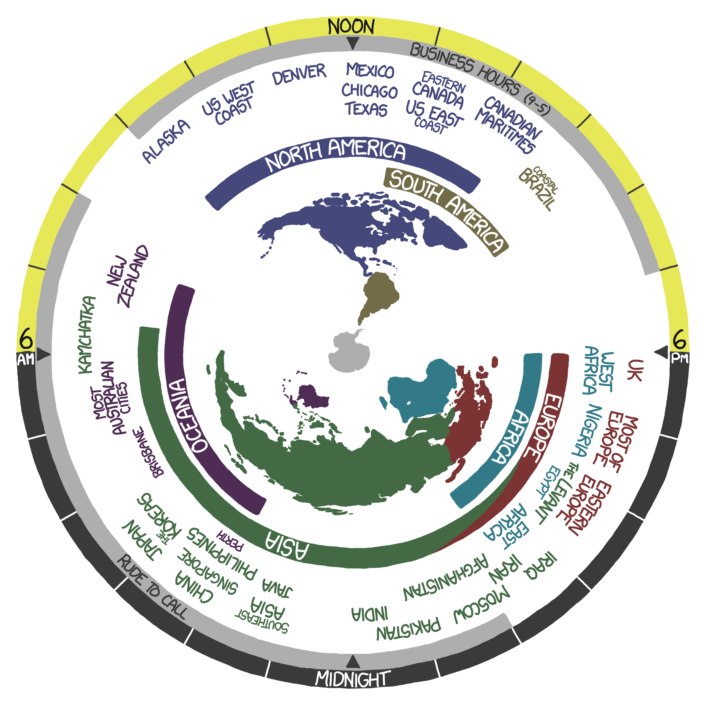 NOON
BUSINESS HOURS (9-5)
ALASKA
US WEST
COAST
DENVER
MEXICO
CHICAGO
TEXAS
EASTERN
CANADA
US EAST
COAST
CANADIAN
MARITIMES
COASTAL
BRAZIL
NORTH AMERICA
SOUTH AMERICA
NEW
ZEALAND
KAMCHATKA
MOST
AUSTRALIAN
CITIES
BRISBANE
OCEANIA
ASIA
AFRICA
EUROPE
6
AM
6
PM
UK
WEST
AFRICA
MOST OF
EUROPE
NIGERIA
EASTERN
EUROPE
THE LEVANT
EGYPT
EAST
AFRICA
IRAQ
IRAN
MOSCOW
AFGHANISTAN
PAKISTAN
INDIA
SOUTHEAST
ASIA
JAVA
PERTH
PHILIPPINES
SINGAPORE
CHINA
THE
KOREAS
JAPAN
RUDE TO CALL
MIDNIGHT